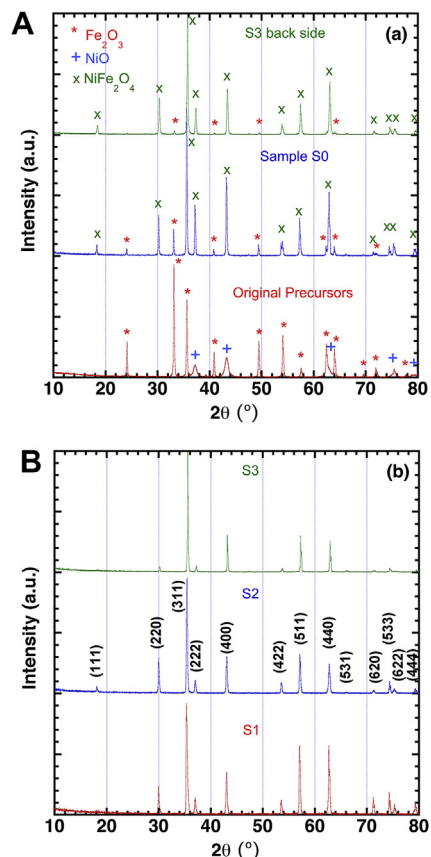 A
(a)
* Fe2O3
+ NiO
x NiFe2O4
S3 back side
Sample S0
Original Precursors
Intensity (a.u.)
10 20 30 40 50 60 70 80
2θ (°)
B
(b)
S3
S2
(111)
(220)
(311)
(222)
(400)
(422)
(511)
(440)
(531)
(620)
(533)
(622)
(444)
S1
Intensity (a.u.)
10 20 30 40 50 60 70 80
2θ (°)